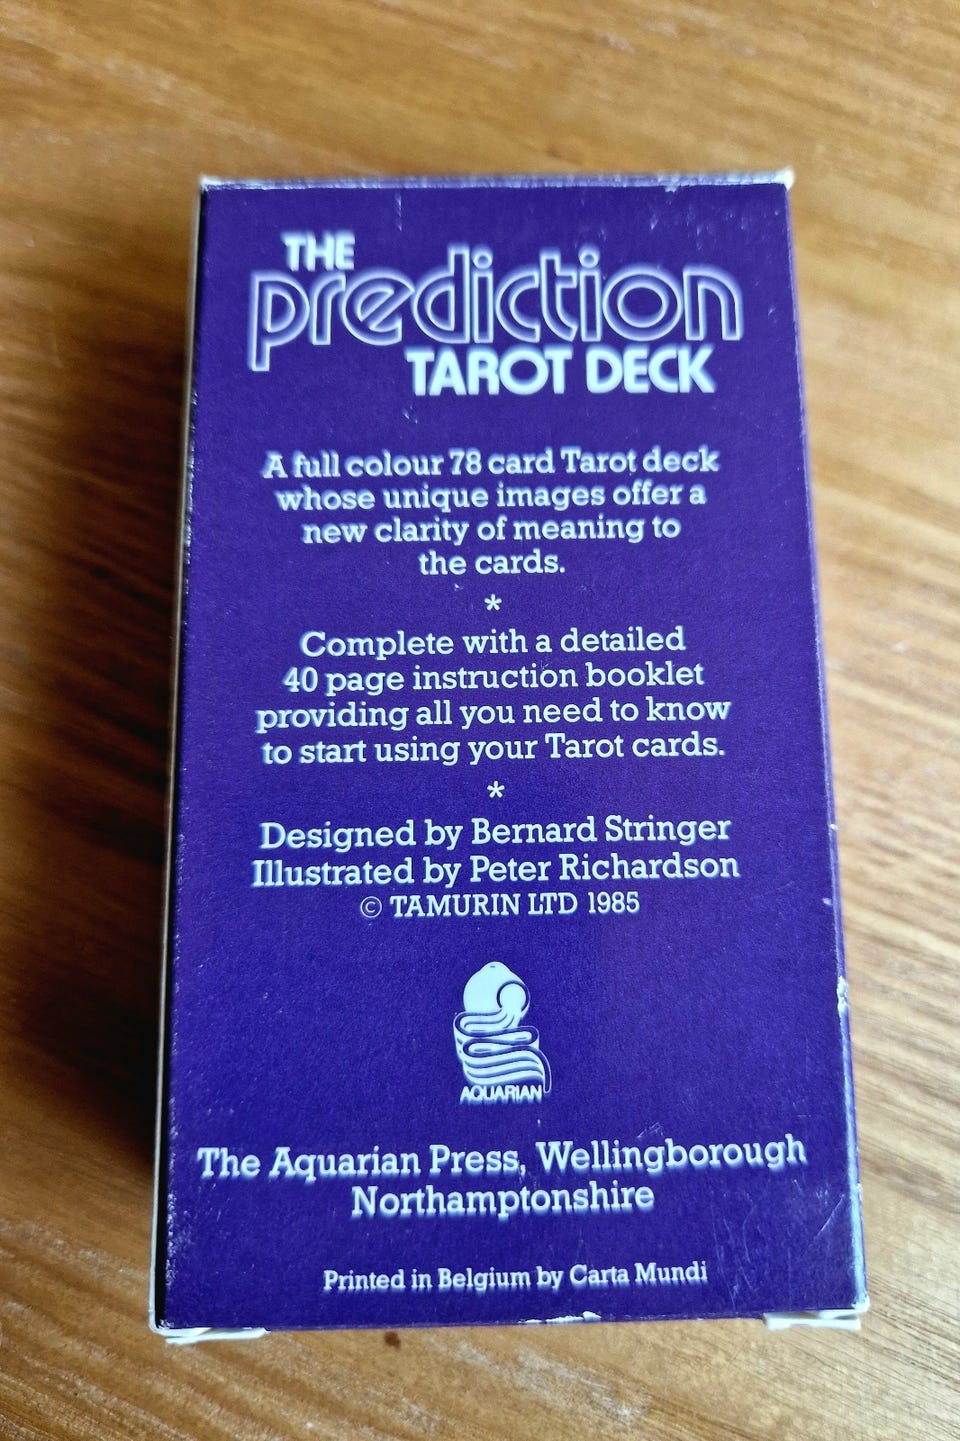 THE
prediction
TAROT DECK
A full colour 78 card Tarot deck
whose unique images offer a
new clarity of meaning to
the cards.
*
Complete with a detailed
40 page instruction booklet
providing all you need to know
to start using your Tarot cards.
*
Designed by Bernard Stringer
Illustrated by Peter Richardson
© TAMURIN LTD 1985
AQUARIAN
The Aquarian Press, Wellingborough
Northamptonshire
Printed in Belgium by Carta Mundi